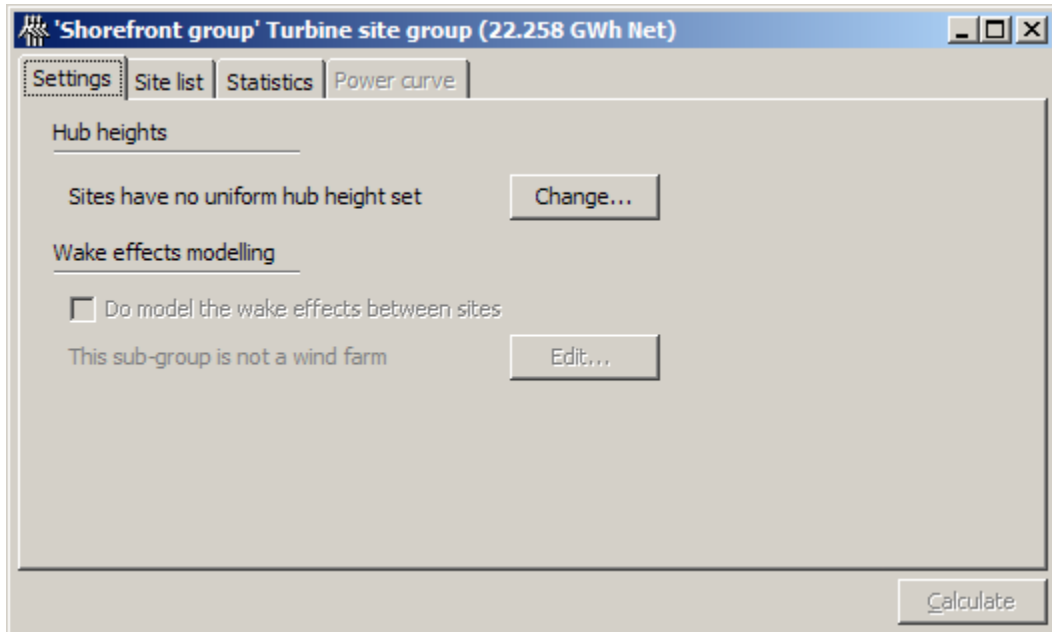 'Shorefront group' Turbine site group (22.258 GWh Net)
Settings Site list Statistics Power curve
Hub heights
Sites have no uniform hub height set Change...
Wake effects modelling
Do model the wake effects between sites
This sub-group is not a wind farm Edit...
Calculate